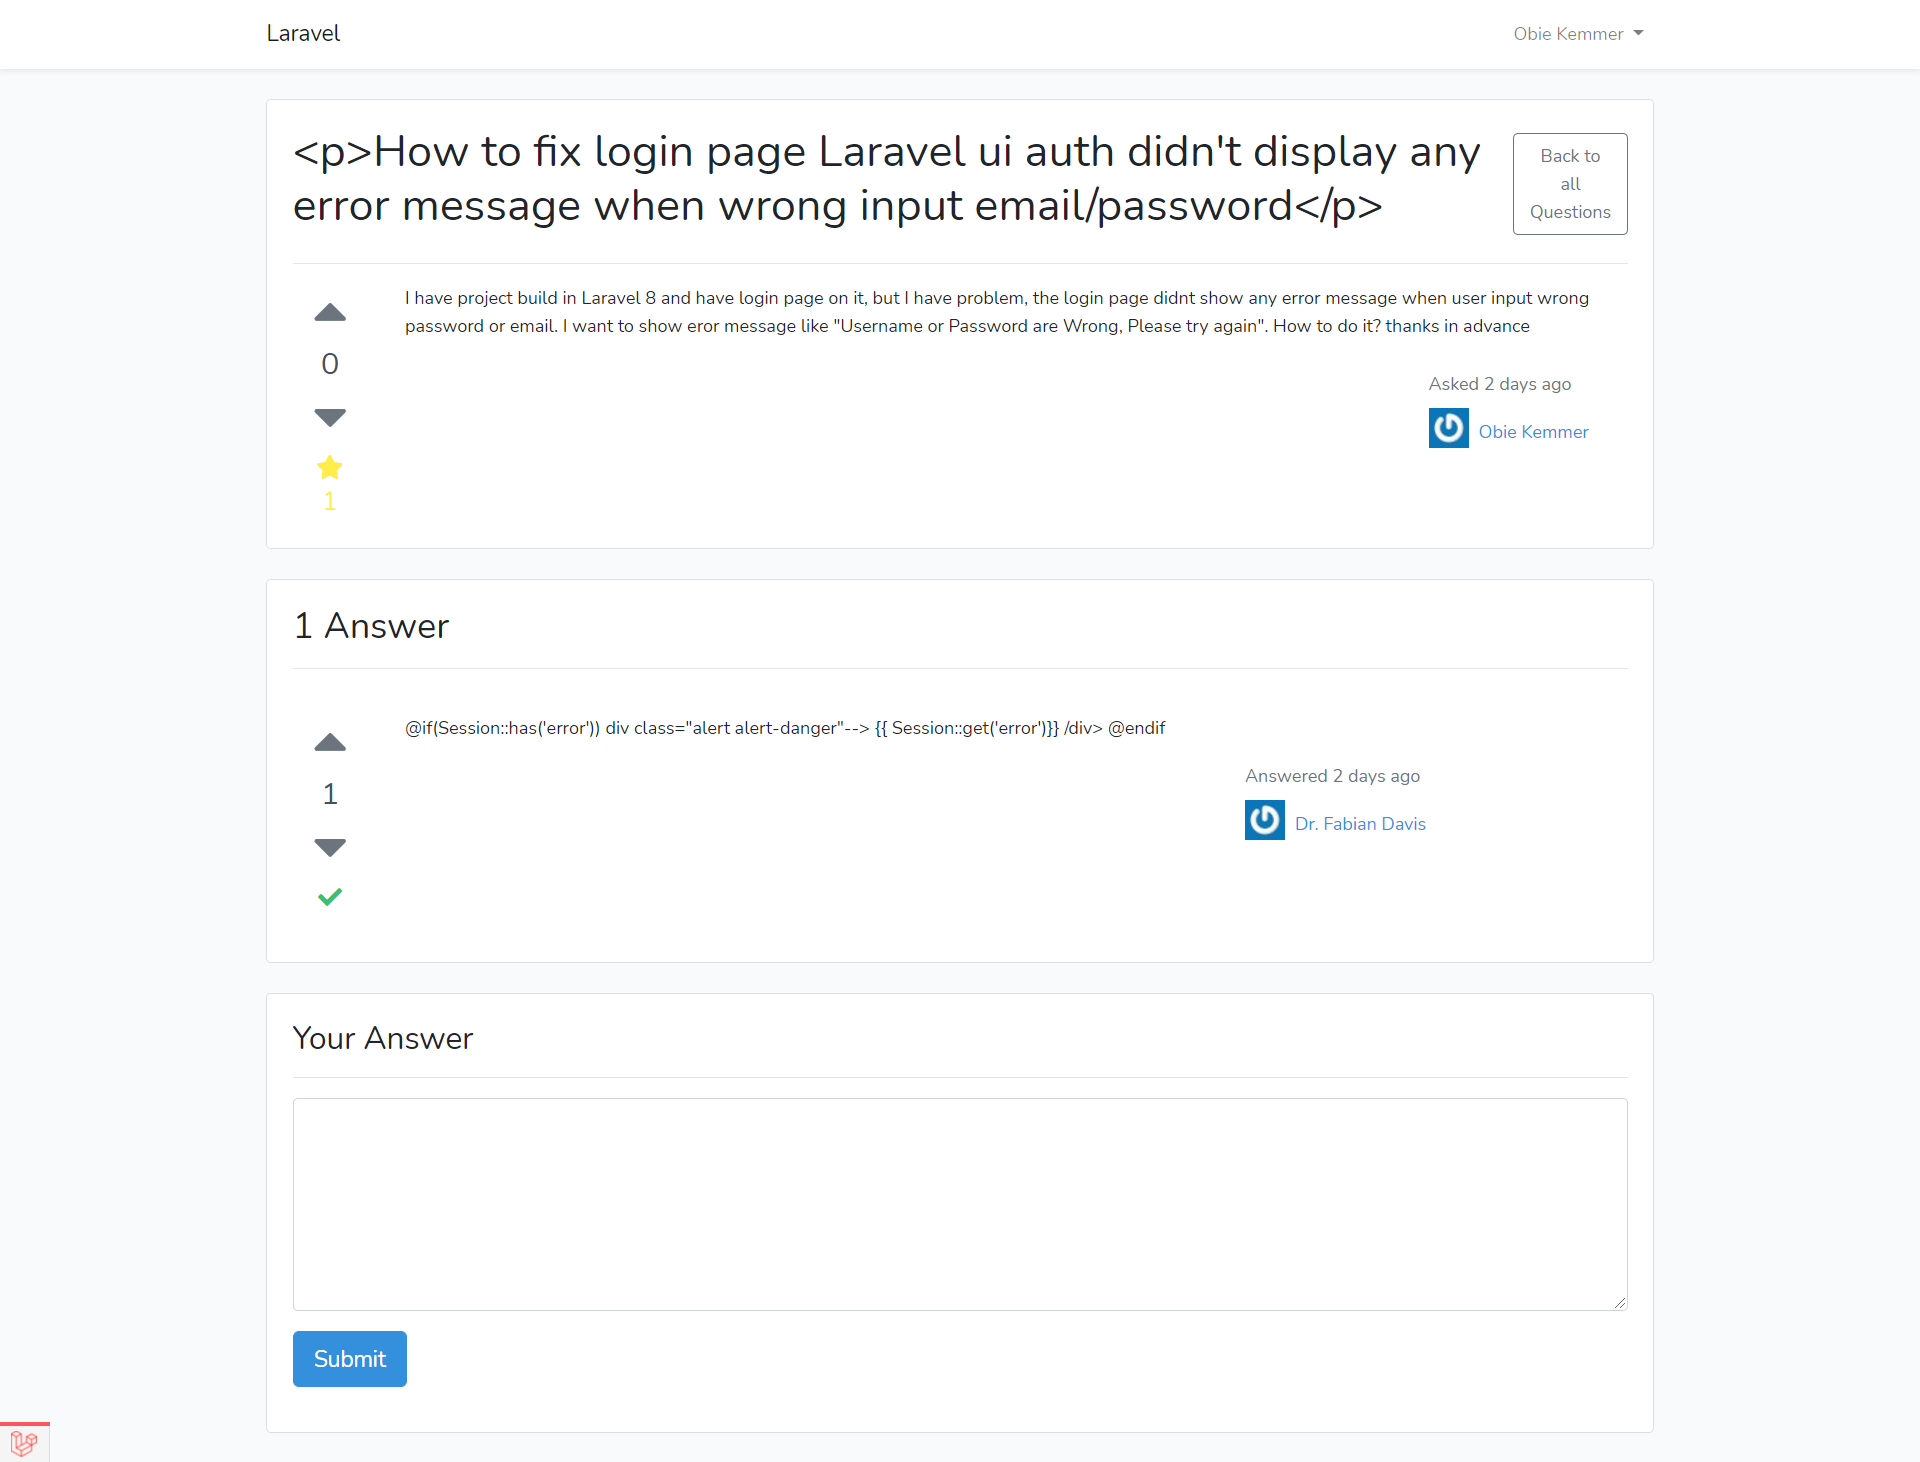 Laravel
Obie Kemmer
<p>How to fix login page Laravel ui auth didn't display any
error message when wrong input email/password</p>
Back to
all
Questions
I have project build in Laravel 8 and have login page on it, but I have problem, the login page didnt show any error message when user input wrong
password or email. I want to show eror message like "Username or Password are Wrong, Please try again". How to do it? thanks in advance
0
Asked 2 days ago
Obie Kemmer
1
1 Answer
@if(Session::has('error')) div class="alert alert-danger"--> {{ Session::get('error')}} /div> @endif
1
Answered 2 days ago
Dr. Fabian Davis
Your Answer
Submit